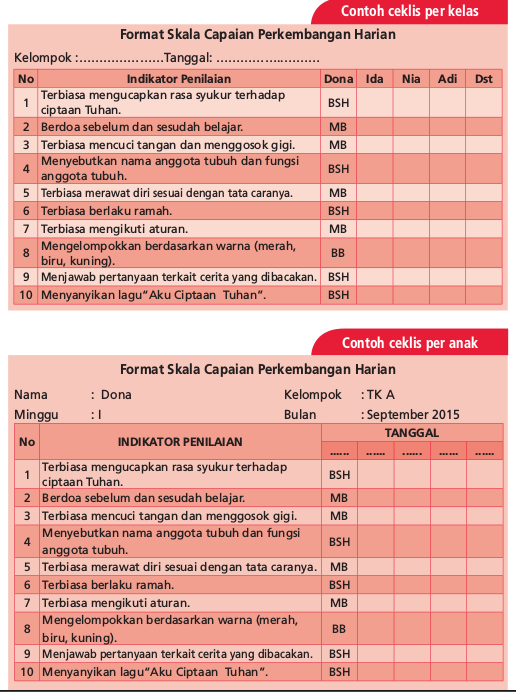 Contoh ceklis per kelas
Format Skala Capaian Perkembangan Harian
Kelompok :.....................Tanggal: ..........................
No Indikator Penilaian Dona Ida Nia Adi Dst
1 Terbiasa mengucapkan rasa syukur terhadap
ciptaan Tuhan. BSH
2 Berdoa sebelum dan sesudah belajar. MB
3 Terbiasa mencuci tangan dan menggosok gigi. MB
4 Menyebutkan nama anggota tubuh dan fungsi
anggota tubuh. BSH
5 Terbiasa merawat diri sesuai dengan tata caranya. MB
6 Terbiasa berlaku ramah. BSH
7 Terbiasa mengikuti aturan. MB
8 Mengelompokkan berdasarkan warna (merah,
biru, kuning). BB
9 Menjawab pertanyaan terkait cerita yang dibacakan. BSH
10 Menyanyikan lagu“Aku Ciptaan Tuhan”. BSH
Contoh ceklis per anak
Format Skala Capaian Perkembangan Harian
Nama : Dona Kelompok : TK A
Minggu : I Bulan : September 2015
No INDIKATOR PENILAIAN TANGGAL
...... ...... ...... ...... ......
1 Terbiasa mengucapkan rasa syukur terhadap
ciptaan Tuhan. BSH
2 Berdoa sebelum dan sesudah belajar. MB
3 Terbiasa mencuci tangan dan menggosok gigi. MB
4 Menyebutkan nama anggota tubuh dan fungsi
anggota tubuh. BSH
5 Terbiasa merawat diri sesuai dengan tata caranya. MB
6 Terbiasa berlaku ramah. BSH
7 Terbiasa mengikuti aturan. MB
8 Mengelompokkan berdasarkan warna (merah,
biru, kuning). BB
9 Menjawab pertanyaan terkait cerita yang dibacakan. BSH
10 Menyanyikan lagu“Aku Ciptaan Tuhan”. BSH